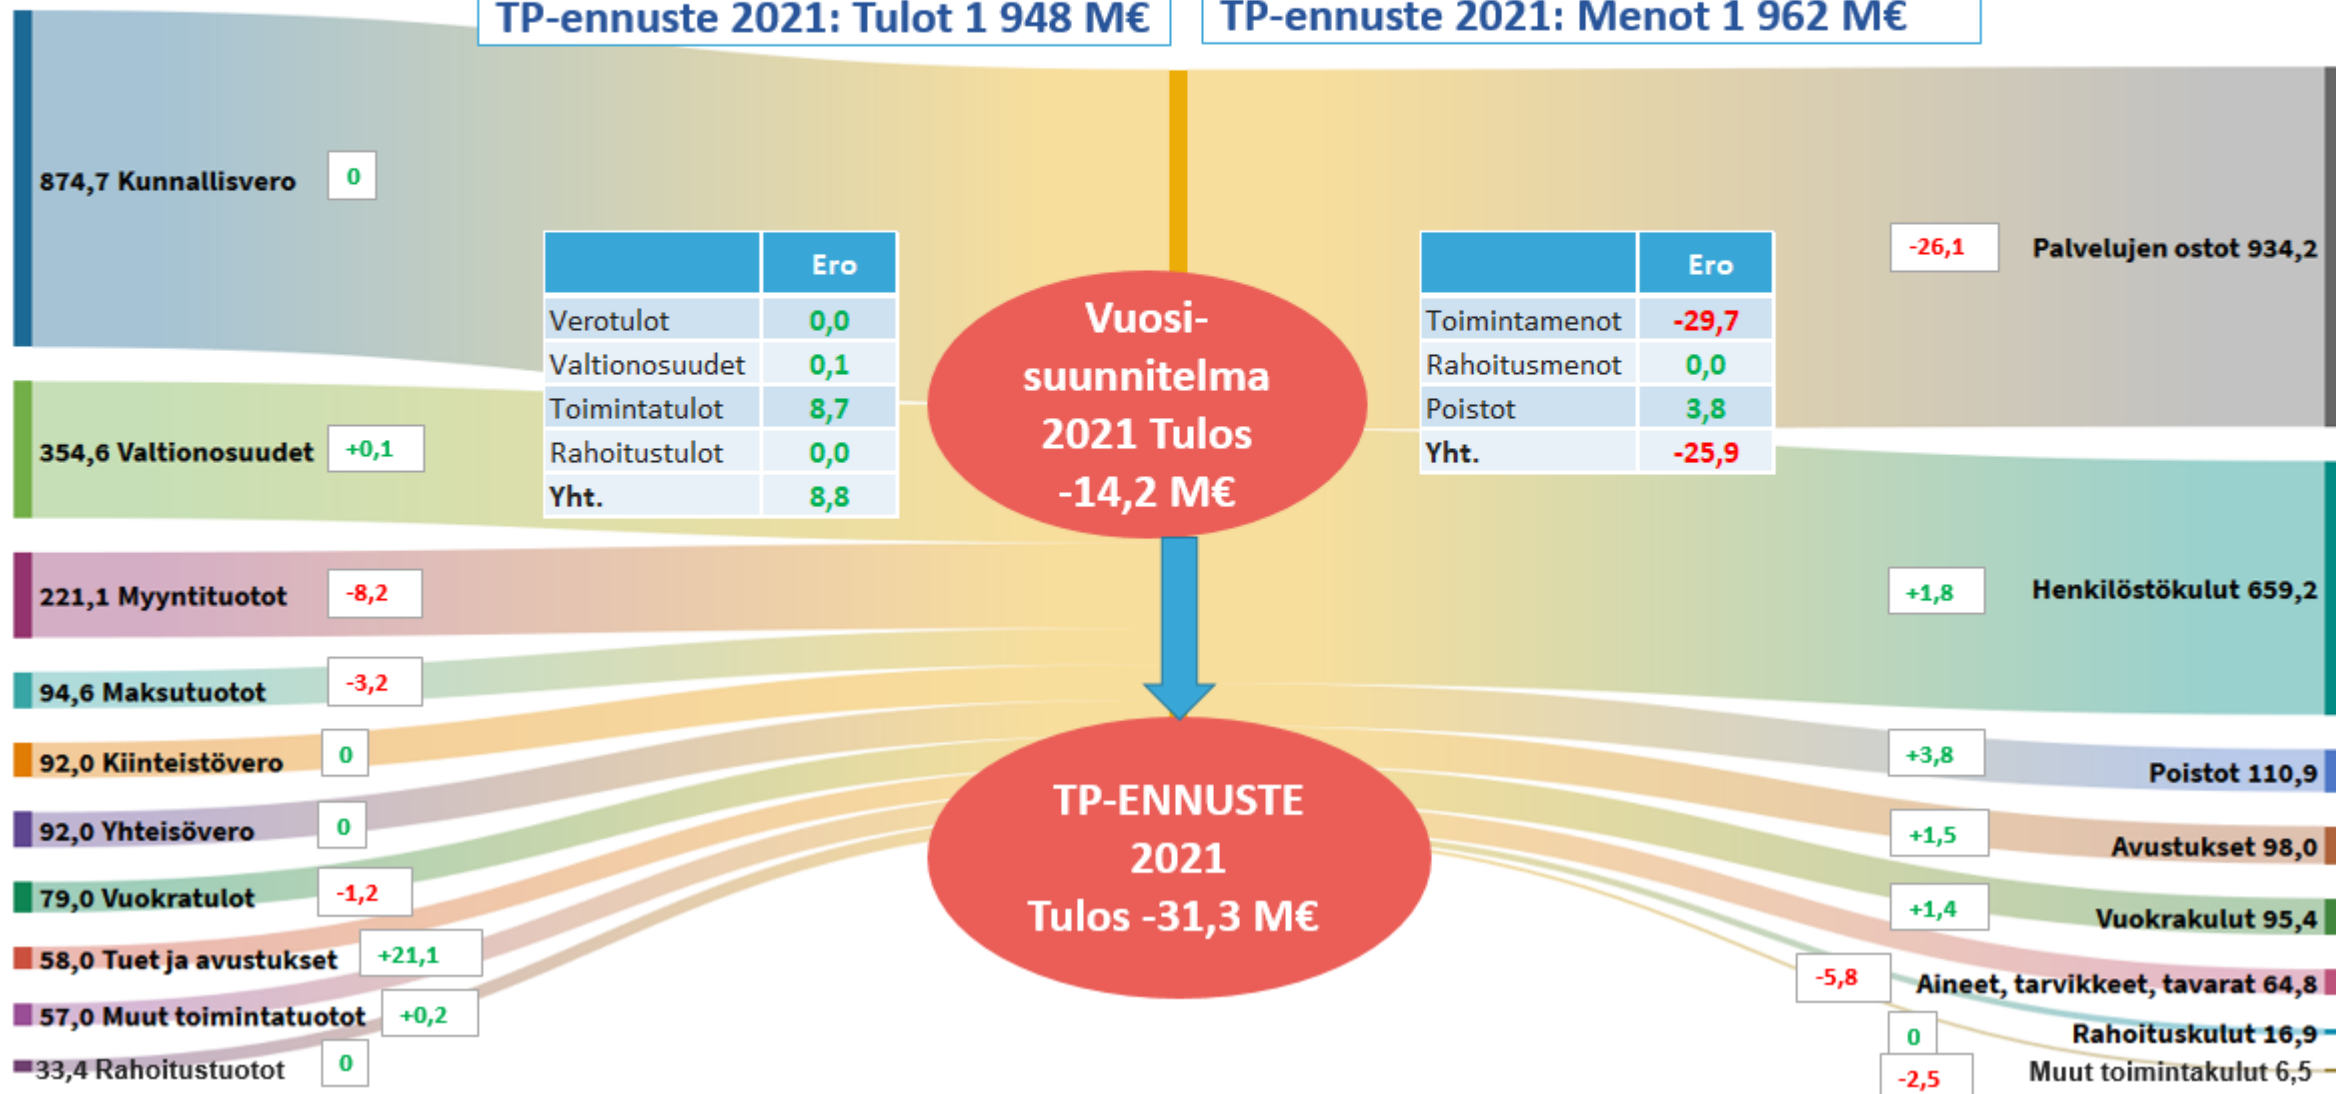 TP-ennuste 2021: Tulot 1 948 M€
TP-ennuste 2021: Menot 1 962 M€
874,7 Kunnallisvero
0
354,6 Valtionosuudet
+0,1
221,1 Myyntituotot
-8,2
94,6 Maksutuotot
-3,2
92,0 Kiinteistövero
0
92,0 Yhteisövero
0
79,0 Vuokratulot
-1,2
58,0 Tuet ja avustukset
+21,1
57,0 Muut toimintatuotot
+0,2
33,4 Rahoitustuotot
0
Ero
Verotulot 0,0
Valtionosuudet 0,1
Toimintatulot 8,7
Rahoitustulot 0,0
Yht. 8,8
Vuosi-
suunnitelma
2021 Tulos
-14,2 M€
TP-ENNUSTE
2021
Tulos -31,3 M€
Ero
Toimintamenot -29,7
Rahoitusmenot 0,0
Poistot 3,8
Yht. -25,9
-26,1
Palvelujen ostot 934,2
+1,8
Henkilöstökulut 659,2
+3,8
Poistot 110,9
+1,5
Avustukset 98,0
+1,4
Vuokrakulut 95,4
-5,8
Aineet, tarvikkeet, tavarat 64,8
0
Rahoituskulut 16,9
-2,5
Muut toimintakulut 6,5